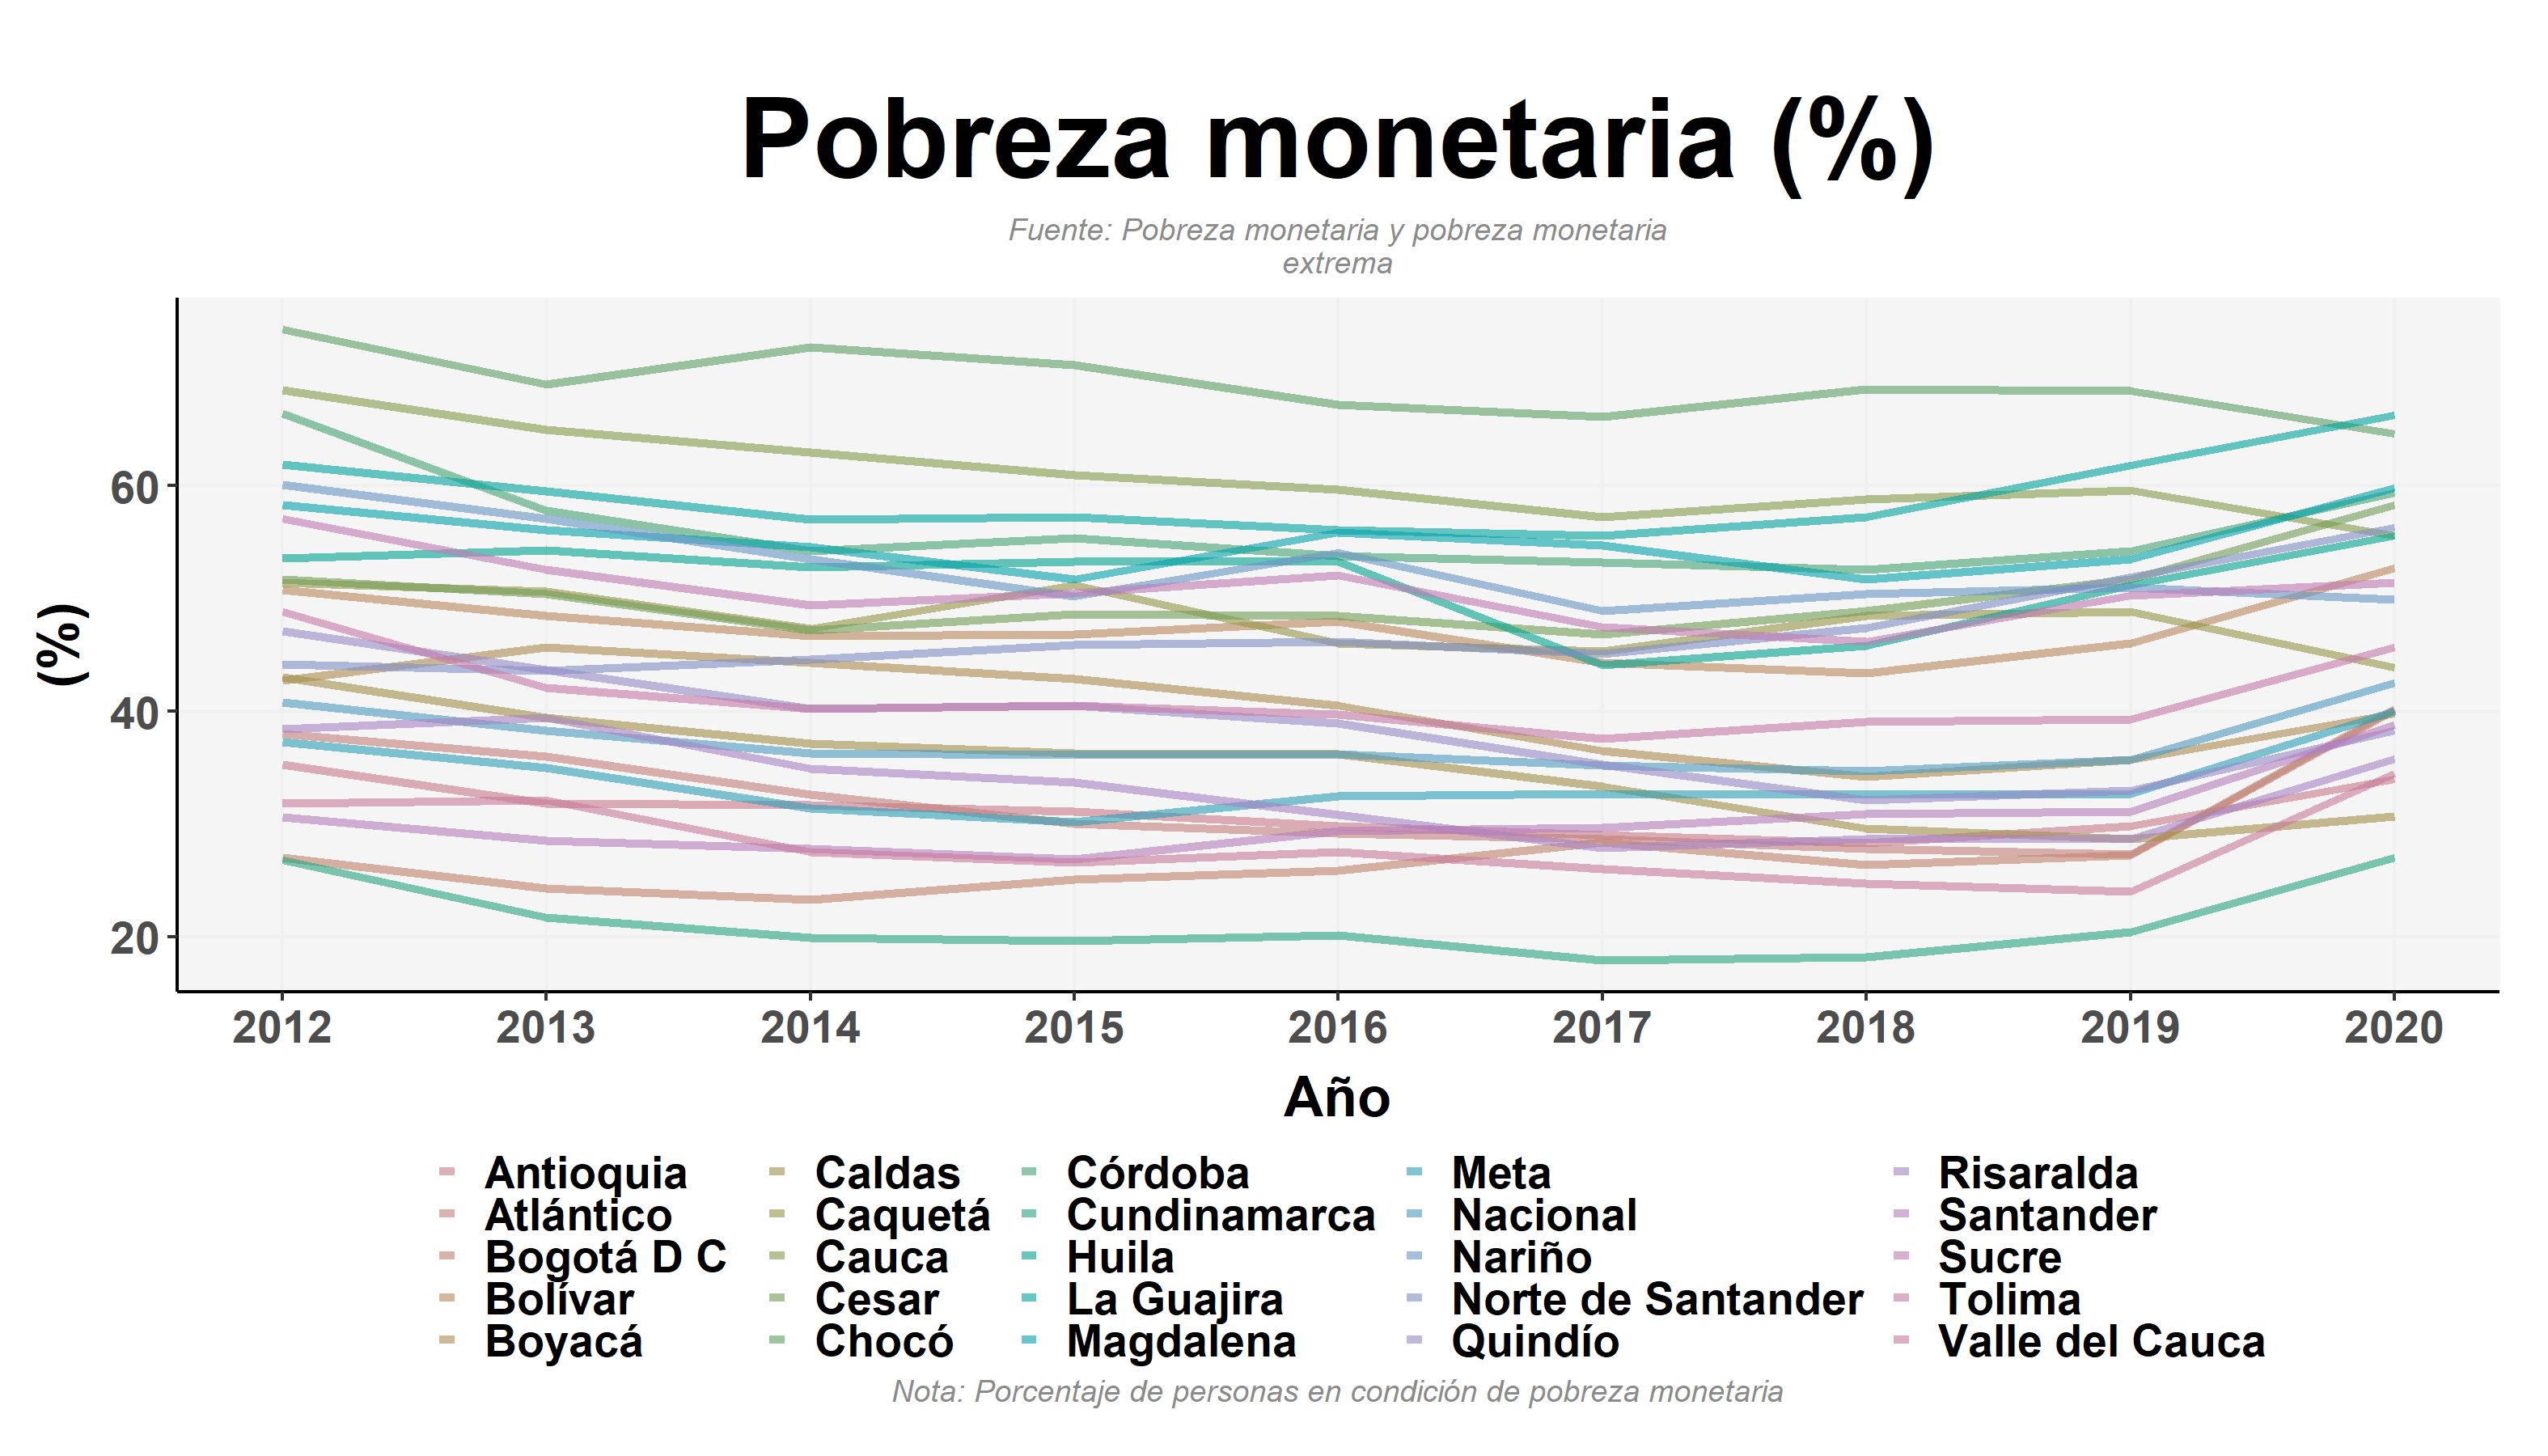 Pobreza monetaria (%)
Fuente: Pobreza monetaria y pobreza monetaria
extrema
(%)
60
40
20
2012 2013 2014 2015 2016 2017 2018 2019 2020
Año
Antioquia Caldas Córdoba Meta Risaralda
Atlántico Caquetá Cundinamarca Nacional Santander
Bogotá D C Cauca Huila Nariño Sucre
Bolívar Cesar La Guajira Norte de Santander Tolima
Boyacá Chocó Magdalena Quindío Valle del Cauca
Nota: Porcentaje de personas en condición de pobreza monetaria